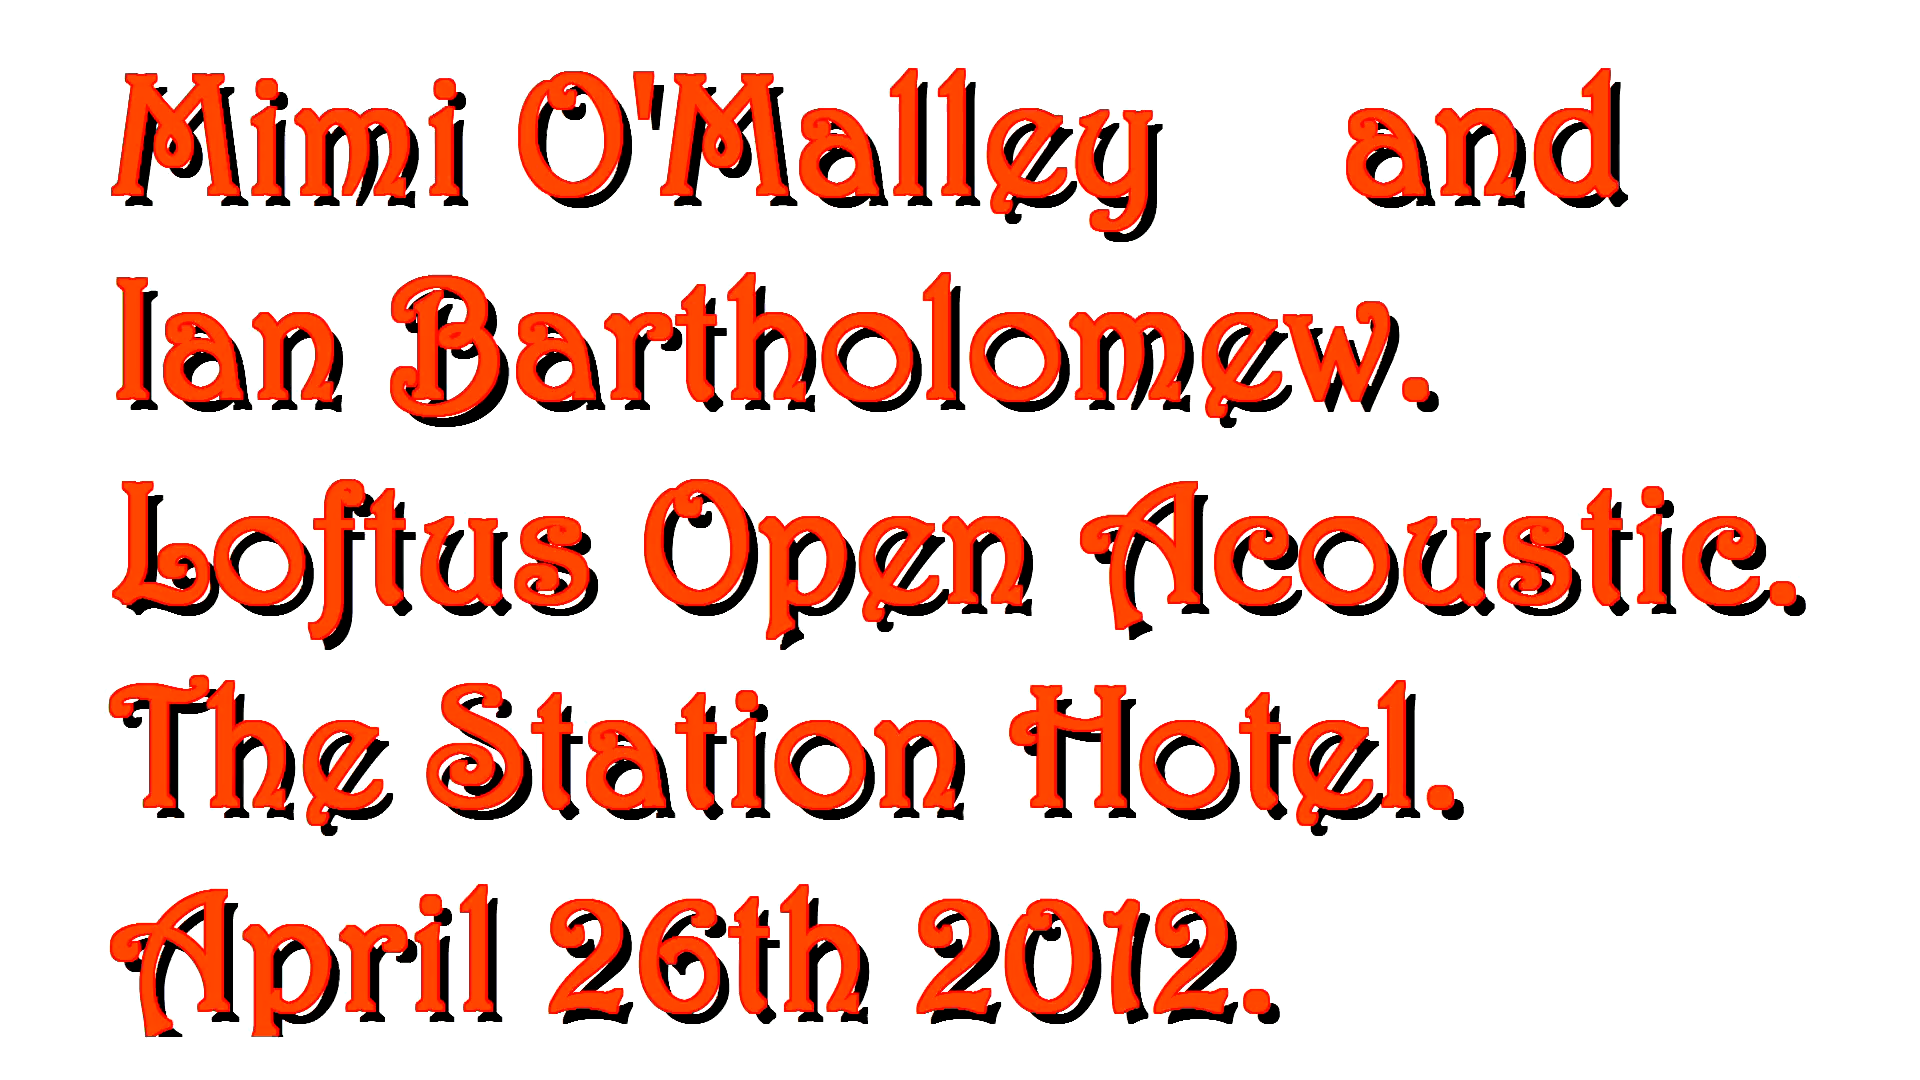 Mimi O'Malley and
Ian Bartholomew.
Loftus Open Acoustic.
The Station Hotel.
April 26th 2012.